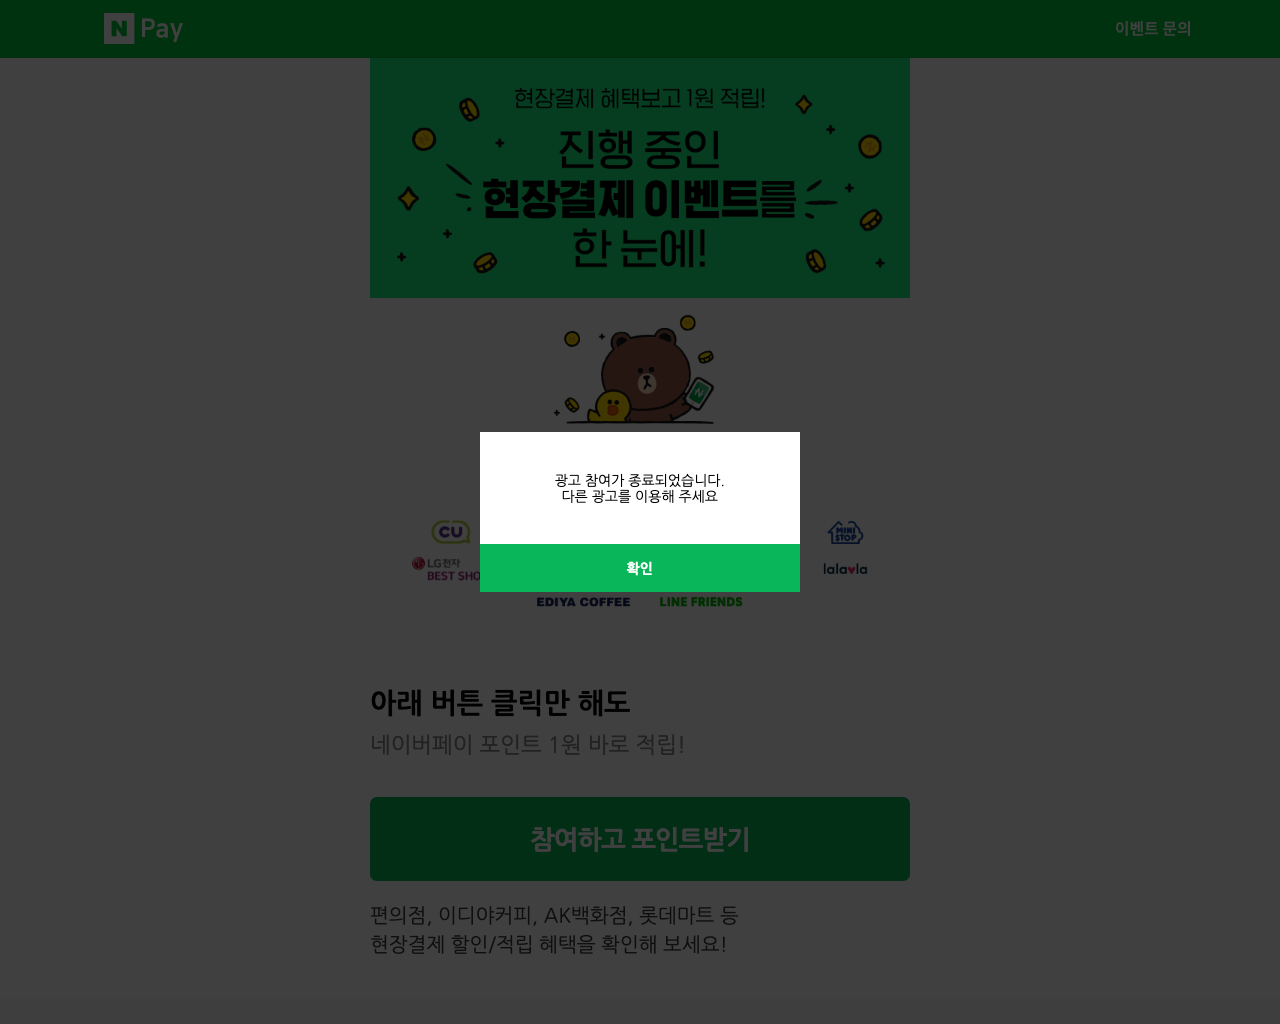 N Pay
이벤트 문의
현장결제 혜택보고 1원 적립!
진행 중인
현장결제 이벤트를
한 눈에!
광고 참여가 종료되었습니다.
다른 광고를 이용해 주세요
확인
CU
MINI STOP
LG전자
BEST SHO
lalavla
EDIYA COFFEE
LINE FRIENDS
아래 버튼 클릭만 해도
네이버페이 포인트 1원 바로 적립!
참여하고 포인트받기
편의점, 이디야커피, AK백화점, 롯데마트 등
현장결제 할인/적립 혜택을 확인해 보세요!